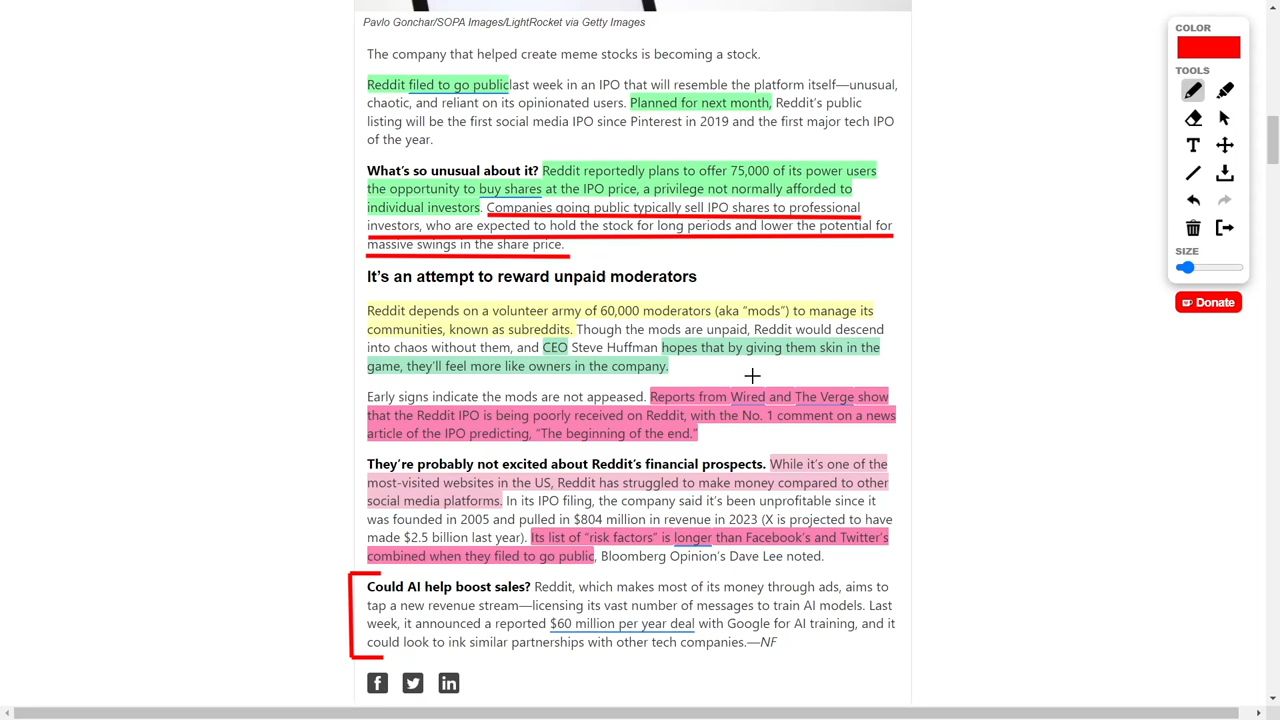 Pavlo Gonchar/SOPA Images/LightRocket via Getty Images
The company that helped create meme stocks is becoming a stock.
Reddit filed to go public last week in an IPO that will resemble the platform itself—unusual,
chaotic, and reliant on its opinionated users. Planned for next month, Reddit's public
listing will be the first social media IPO since Pinterest in 2019 and the first major tech IPO
of the year.
What's so unusual about it? Reddit reportedly plans to offer 75,000 of its power users
the opportunity to buy shares at the IPO price, a privilege not normally afforded to
individual investors. Companies going public typically sell IPO shares to professional
investors, who are expected to hold the stock for long periods and lower the potential for
massive swings in the share price.
It's an attempt to reward unpaid moderators
Reddit depends on a volunteer army of 60,000 moderators (aka "mods") to manage its
communities, known as subreddits. Though the mods are unpaid, Reddit would descend
into chaos without them, and CEO Steve Huffman hopes that by giving them skin in the
game, they'll feel more like owners in the company.
Early signs indicate the mods are not appeased. Reports from Wired and The Verge show
that the Reddit IPO is being poorly received on Reddit, with the No. 1 comment on a news
article of the IPO predicting, "The beginning of the end."
They're probably not excited about Reddit's financial prospects. While it's one of the
most-visited websites in the US, Reddit has struggled to make money compared to other
social media platforms. In its IPO filing, the company said it's been unprofitable since it
was founded in 2005 and pulled in $804 million in revenue in 2023 (X is projected to have
made $2.5 billion last year). Its list of "risk factors" is longer than Facebook's and Twitter's
combined when they filed to go public, Bloomberg Opinion's Dave Lee noted.
Could AI help boost sales? Reddit, which makes most of its money through ads, aims to
tap a new revenue stream—licensing its vast number of messages to train AI models. Last
week, it announced a reported $60 million per year deal with Google for AI training, and it
could look to ink similar partnerships with other tech companies.—NF
COLOR
TOOLS
SIZE
Donate